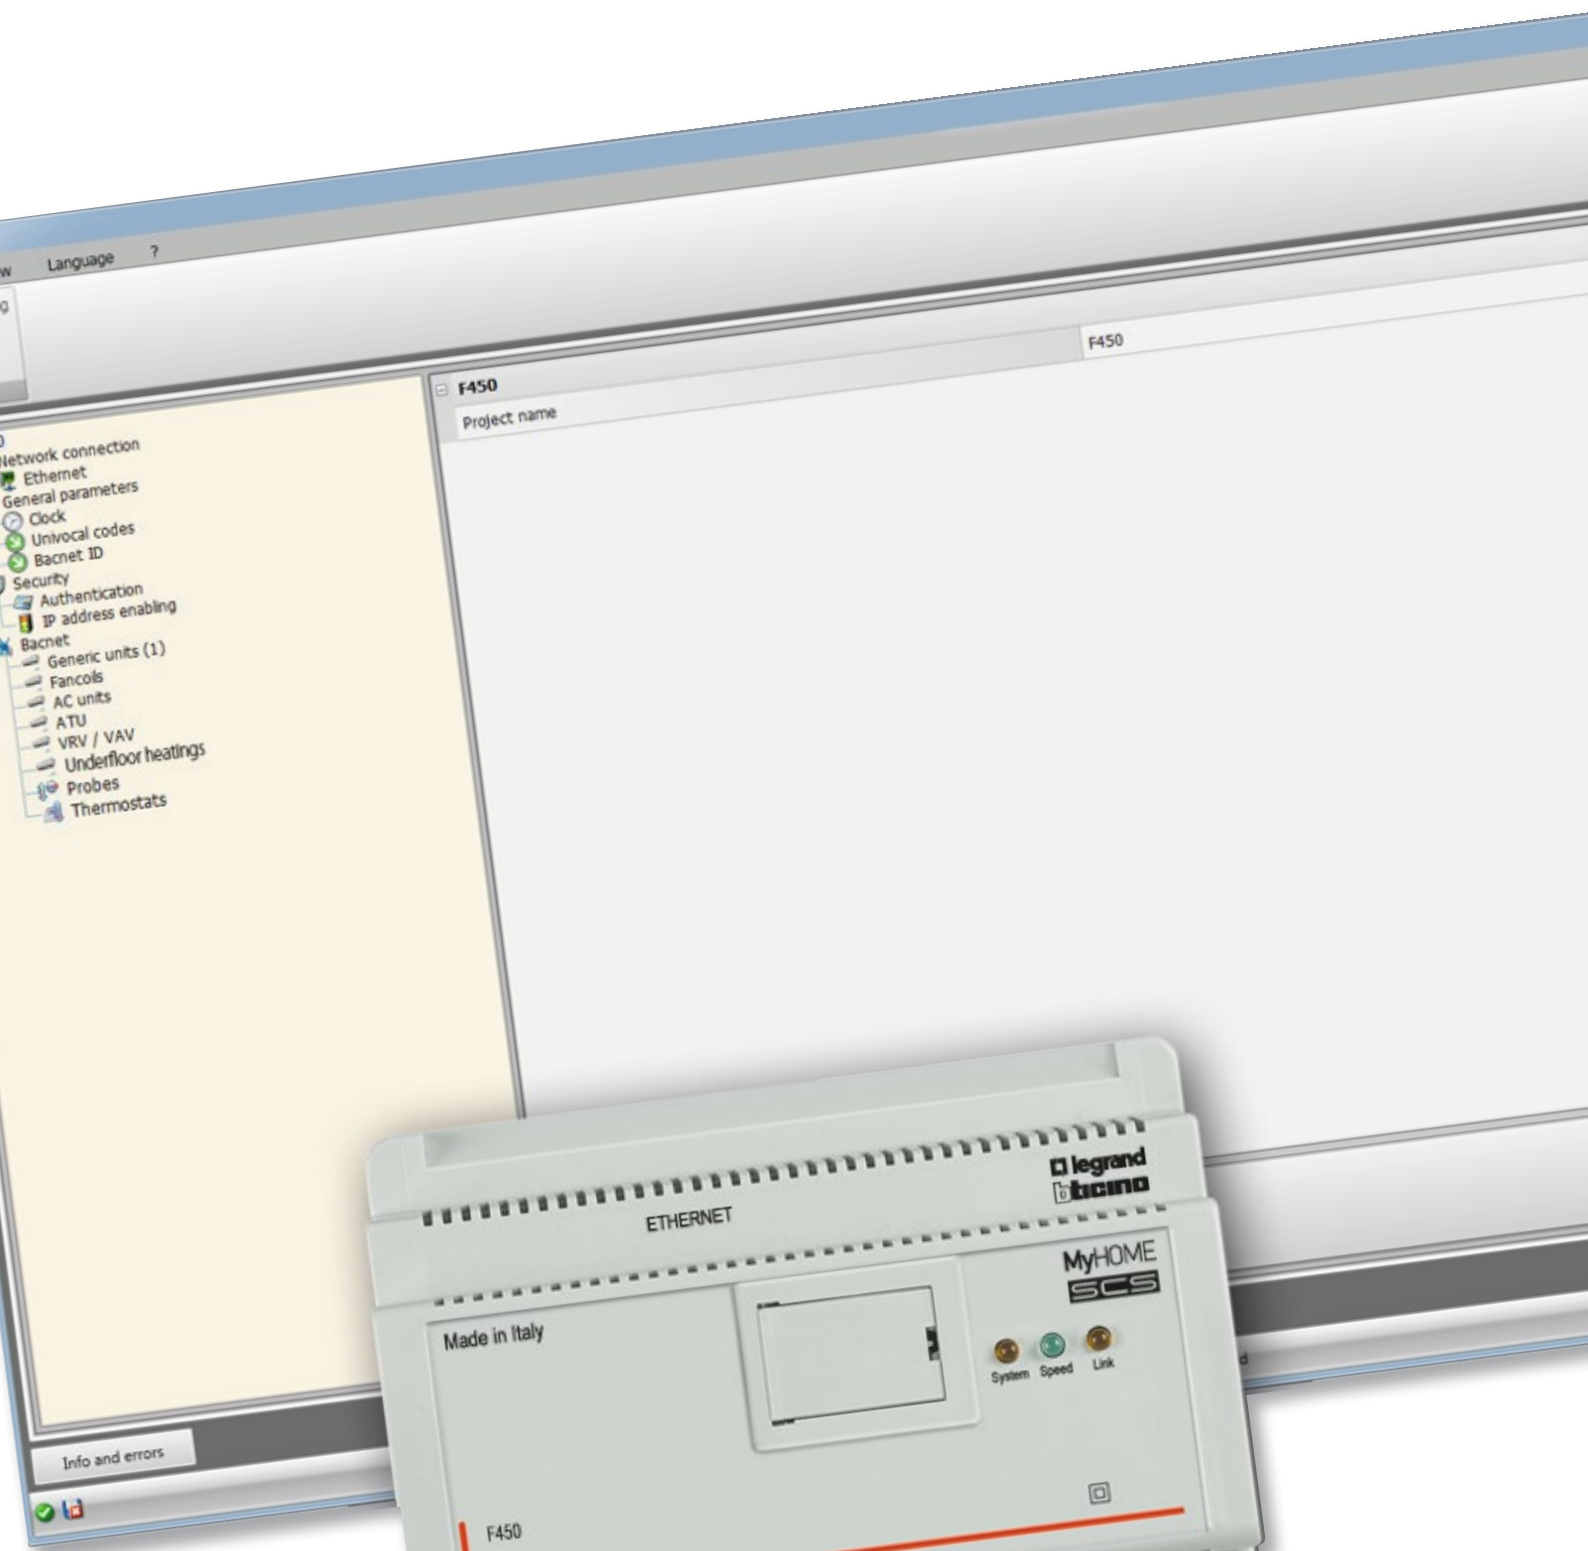 Language ?
F450
Project name
F450
Network connection
Ethernet
General parameters
Clock
Univocal codes
Bacnet ID
Security
Authentication
IP address enabling
Bacnet
Generic units (1)
Fancoils
AC units
ATU
VRV / VAV
Underfloor heatings
Probes
Thermostats
Info and errors
legrand
bticino
ETHERNET
MyHOME
SCS
Made in Italy
System Speed Link
F450